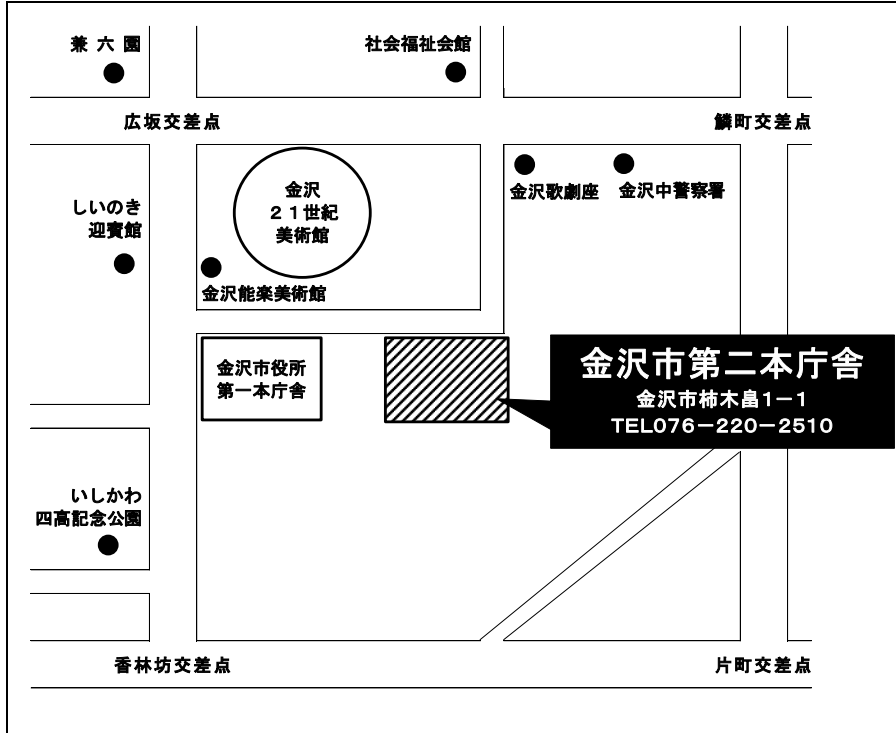 兼六園
社会福祉会館
広坂交差点
鱗町交差点
金沢
２１世紀
美術館
金沢歌劇座
金沢中警察署
しいのき
迎賓館
金沢能楽美術館
金沢市役所
第一本庁舎
金沢市第二本庁舎
金沢市柿木畠1－1
TEL076－220－2510
いしかわ
四高記念公園
香林坊交差点
片町交差点